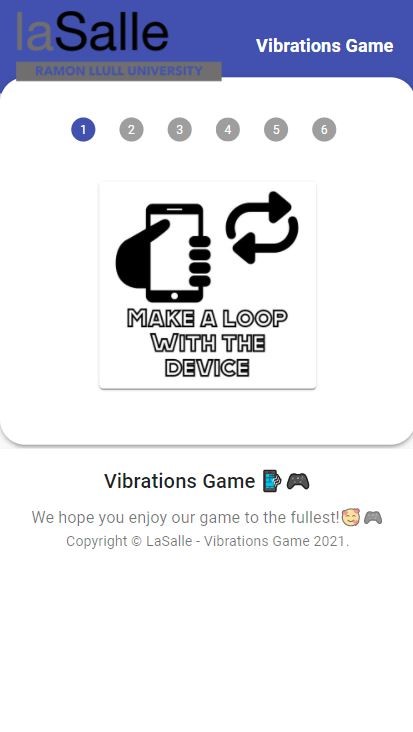 laSalle
RAMON LLULL UNIVERSITY
Vibrations Game
1 2 3 4 5 6
MAKE A LOOP
WITH THE
DEVICE
Vibrations Game 📲🎮
We hope you enjoy our game to the fullest!🥰🎮
Copyright © LaSalle - Vibrations Game 2021.